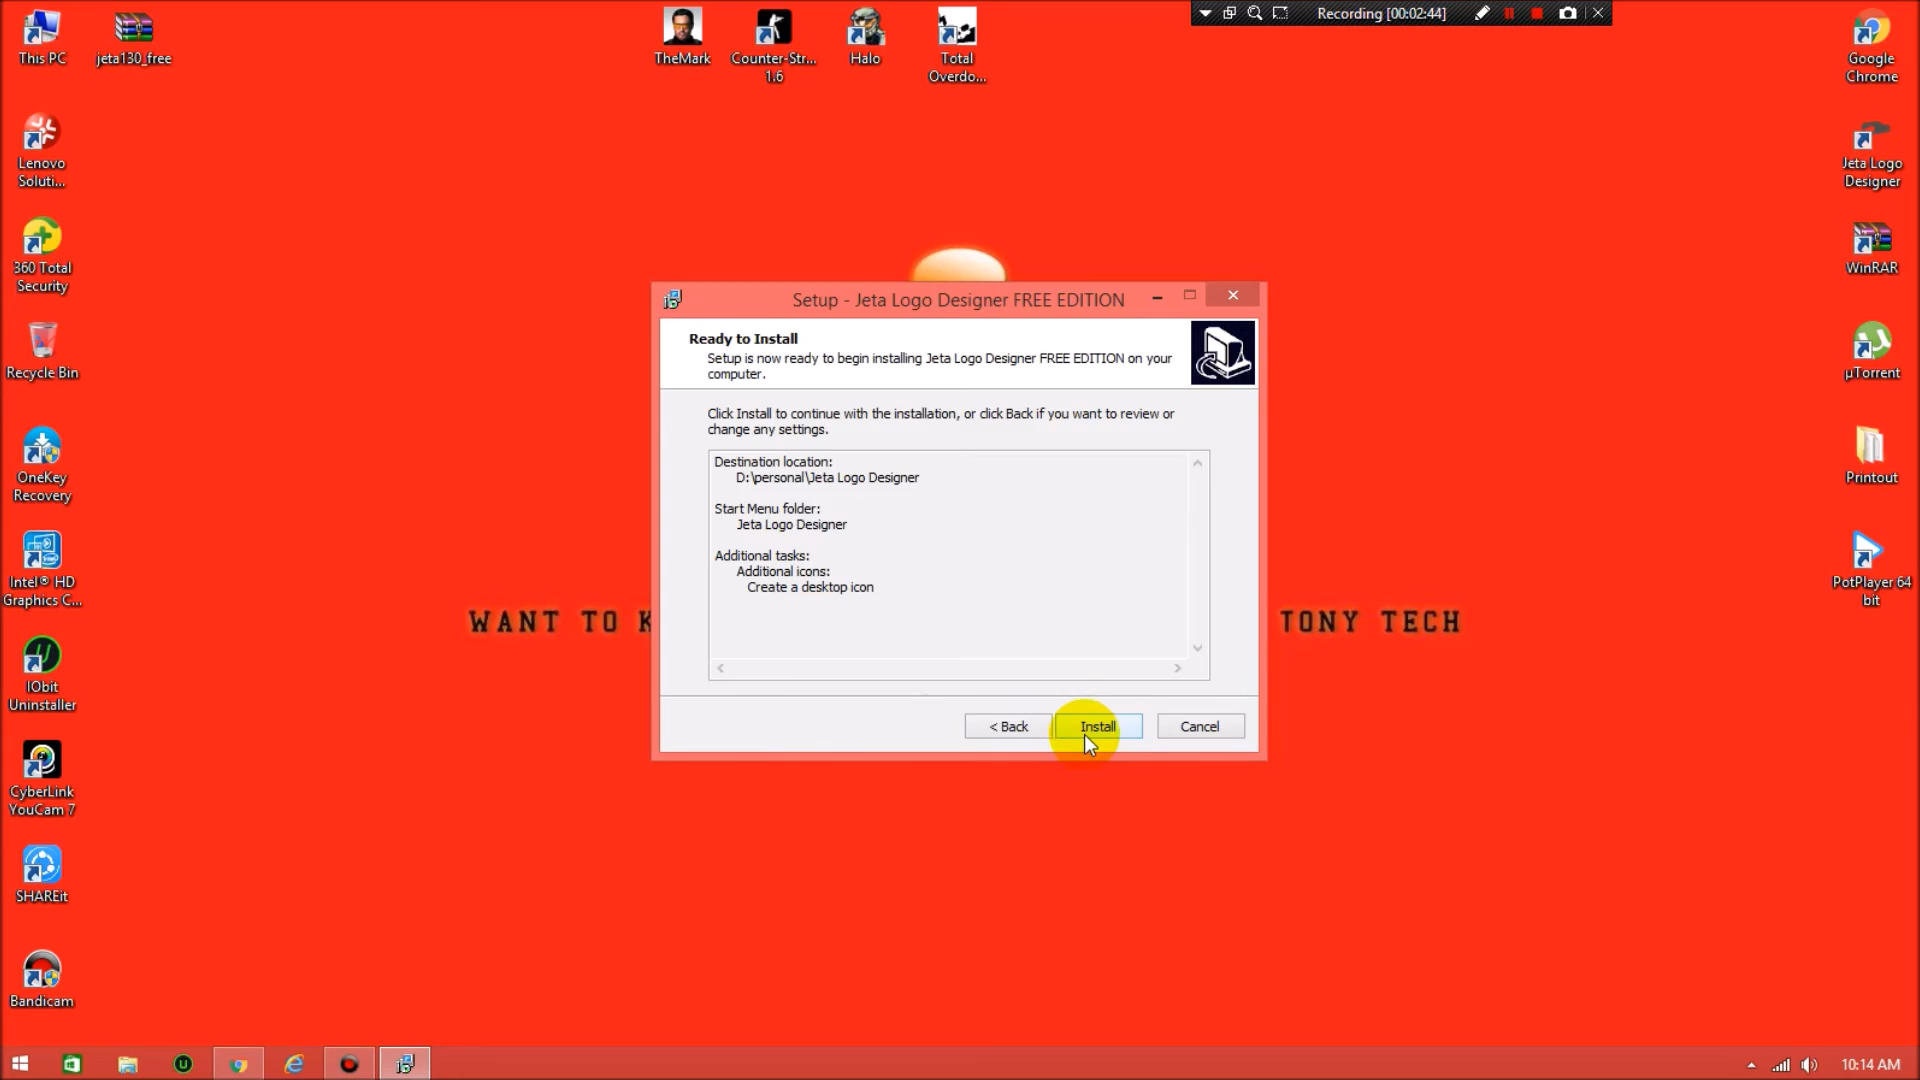 Recording [00:02:44]
This PC
jeta130_free
TheMark
Counter-Str...
1.6
Halo
Total
Overdo...
Google
Chrome
Lenovo
Soluti...
Jeta Logo
Designer
360 Total
Security
WinRAR
Recycle Bin
µTorrent
OneKey
Recovery
Printout
Intel® HD
Graphics C...
PotPlayer 64
bit
IObit
Uninstaller
CyberLink
YouCam 7
SHAREit
Bandicam
Setup - Jeta Logo Designer FREE EDITION
Ready to Install
Setup is now ready to begin installing Jeta Logo Designer FREE EDITION on your
computer.
Click Install to continue with the installation, or click Back if you want to review or
change any settings.
Destination location:
D:\personal\Jeta Logo Designer
Start Menu folder:
Jeta Logo Designer
Additional tasks:
Additional icons:
Create a desktop icon
< Back
Install
Cancel
WANT TO K
TONY TECH
10:14 AM